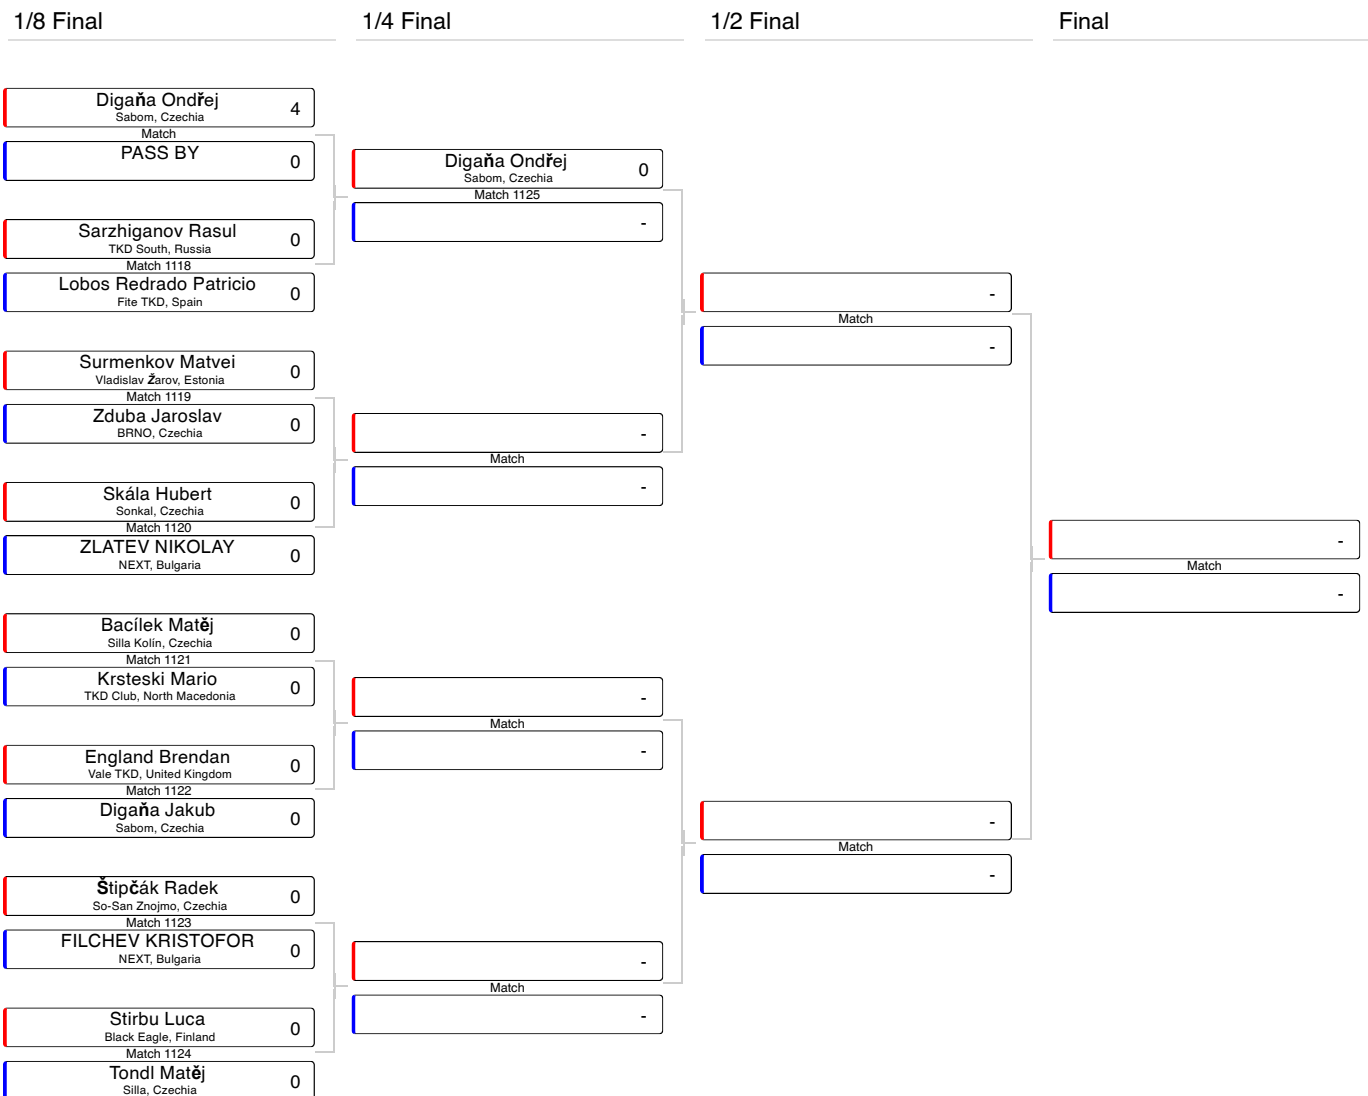 1/8 Final
1/4 Final
1/2 Final
Final
Digaňa Ondřej 4
Sabom, Czechia
Match
PASS BY 0
Sarzhiganov Rasul 0
TKD South, Russia
Match 1118
Lobos Redrado Patricio 0
Fite TKD, Spain
Surmenkov Matvei 0
Vladislav Žarov, Estonia
Match 1119
Zduba Jaroslav 0
BRNO, Czechia
Skála Hubert 0
Sonkal, Czechia
Match 1120
ZLATEV NIKOLAY 0
NEXT, Bulgaria
Bacílek Matěj 0
Silla Kolín, Czechia
Match 1121
Krsteski Mario 0
TKD Club, North Macedonia
England Brendan 0
Vale TKD, United Kingdom
Match 1122
Digaňa Jakub 0
Sabom, Czechia
Štipčák Radek 0
So-San Znojmo, Czechia
Match 1123
FILCHEV KRISTOFOR 0
NEXT, Bulgaria
Stirbu Luca 0
Black Eagle, Finland
Match 1124
Tondl Matěj 0
Silla, Czechia
Digaňa Ondřej 0
Sabom, Czechia
Match 1125
-
-
Match
-
-
Match
-
-
Match
-
-
Match
-
-
Match
-
-
Match
-